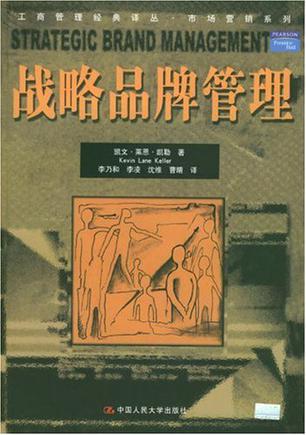 工商管理经典译丛·市场营销系列
STRATEGIC BRAND MANAGEMENT
PEARSON
Prentice Hall
战略品牌管理
凯文·莱恩·凯勒 著
Kevin Lane Keller
李乃和 李凌 沈维 曹晴 译
中国人民大学出版社